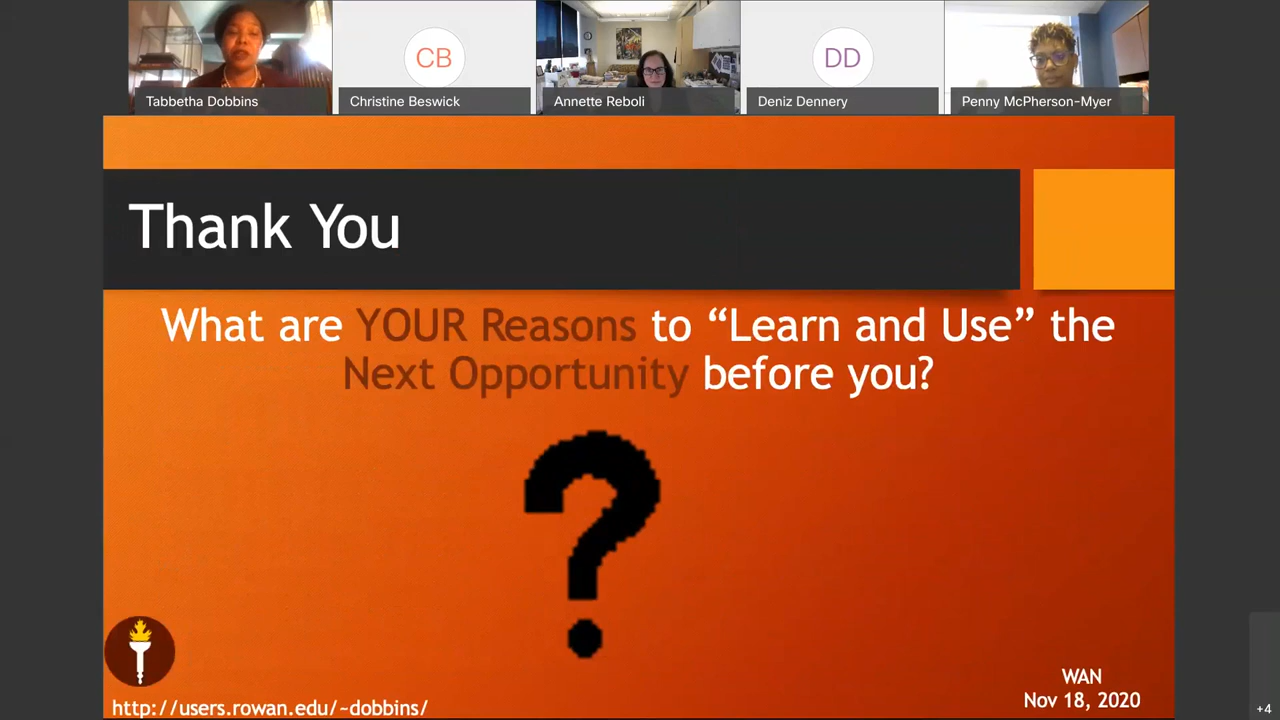 CB
DD
Tabbetha Dobbins
Christine Beswick
Annette Reboli
Deniz Dennery
Penny McPherson-Myer
Thank You
What are YOUR Reasons to “Learn and Use” the
Next Opportunity before you?
?
WAN
Nov 18, 2020
http://users.rowan.edu/~dobbins/
+4